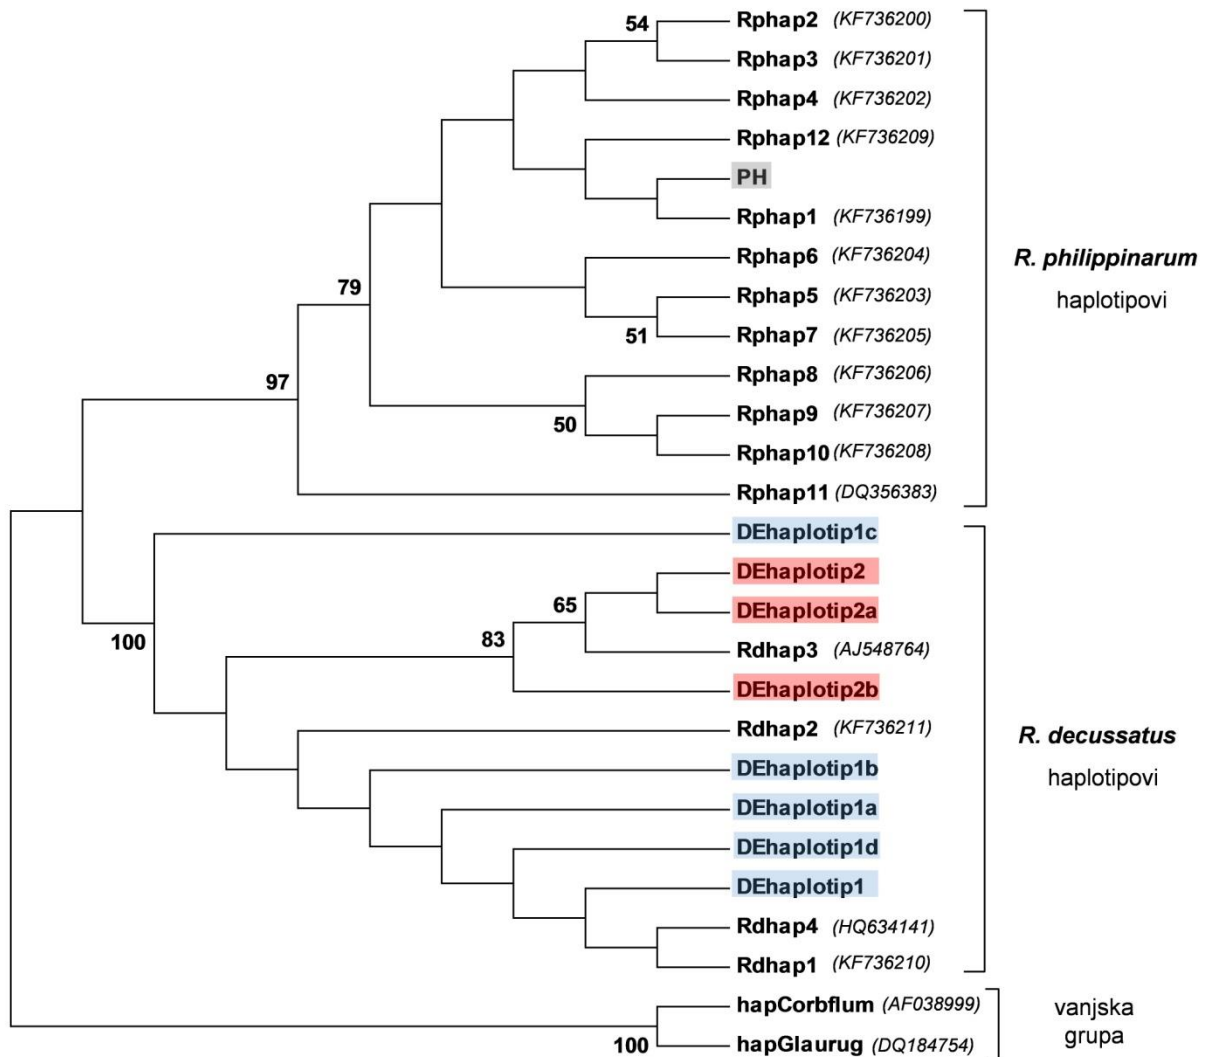 54
Rphap2 (KF736200)
Rphap3 (KF736201)
Rphap4 (KF736202)
Rphap12 (KF736209)
PH
Rphap1 (KF736199)
Rphap6 (KF736204)
79
Rphap5 (KF736203)
51
Rphap7 (KF736205)
97
Rphap8 (KF736206)
50
Rphap9 (KF736207)
Rphap10 (KF736208)
Rphap11 (DQ356383)
R. philippinarum
haplotipovi
DEhaplotip1c
DEhaplotip2
65
DEhaplotip2a
100
83
Rdhap3 (AJ548764)
DEhaplotip2b
Rdhap2 (KF736211)
DEhaplotip1b
DEhaplotip1a
DEhaplotip1d
DEhaplotip1
Rdhap4 (HQ634141)
Rdhap1 (KF736210)
R. decussatus
haplotipovi
hapCorbflum (AF038999)
100
hapGlaurug (DQ184754)
vanjska
grupa